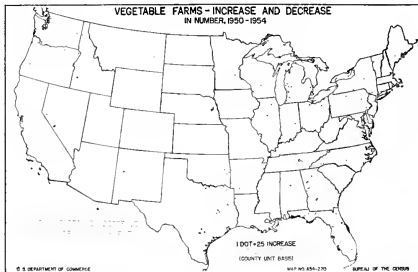 VEGETABLE FARMS - INCREASE AND DECREASE
IN NUMBER, 1950-1954
1 DOT=25 INCREASE
(COUNTY UNIT BASIS)
U.S. DEPARTMENT OF COMMERCE
MAP NO. A54-270
BUREAU OF THE CENSUS